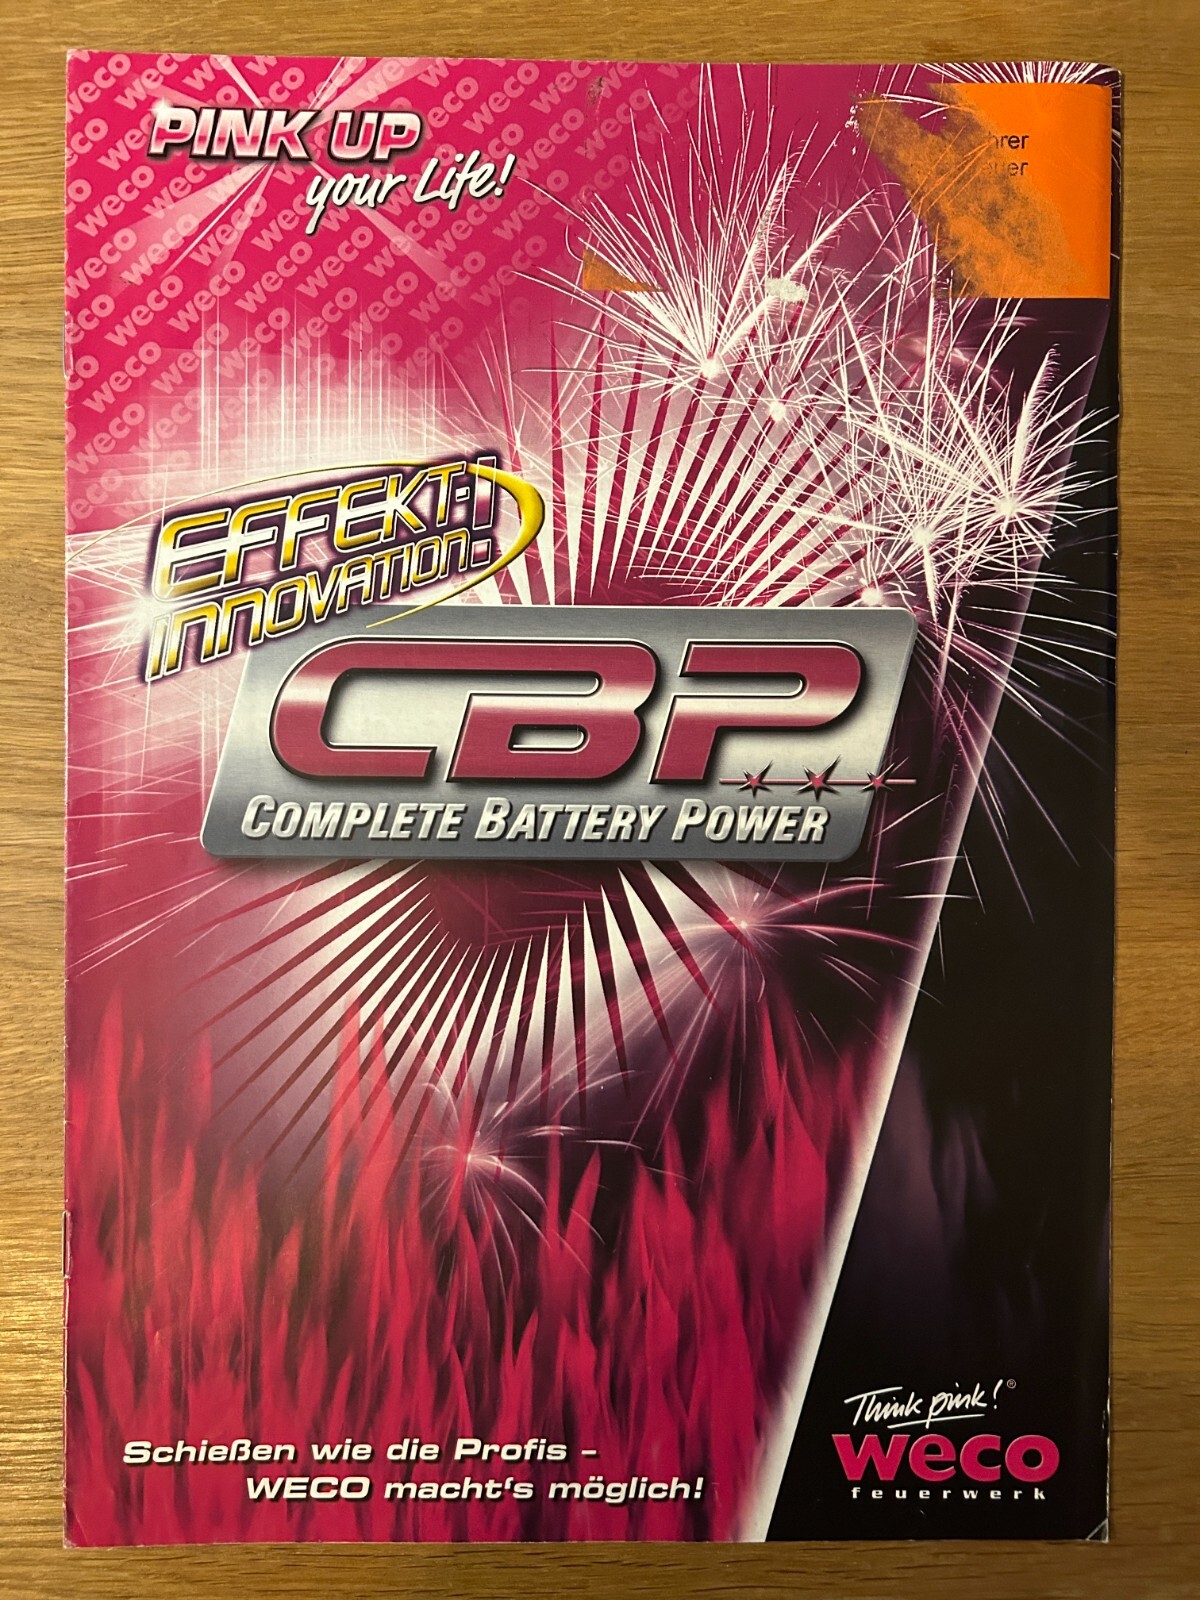 PINK UP
your Life!
EFFEKT-
INNOVATION!
CBP
COMPLETE BATTERY POWER
Schießen wie die Profis –
WECO macht's möglich!
Think pink!®
weco
feuerwerk